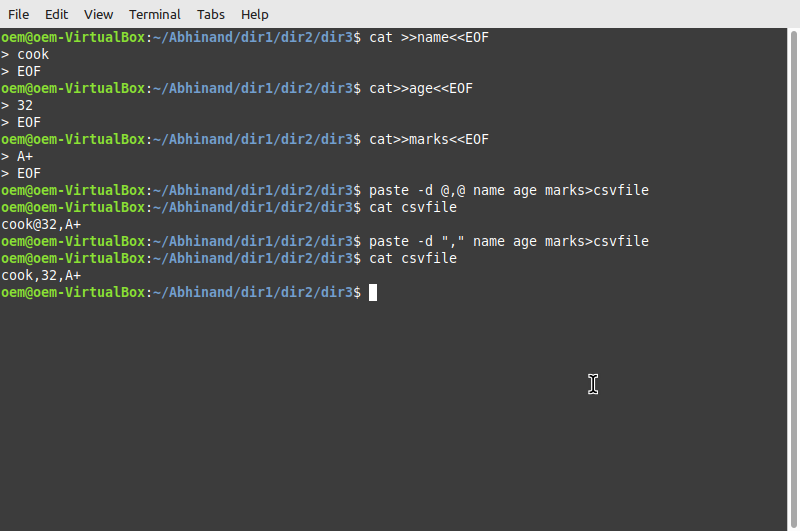 File Edit View Terminal Tabs Help
oem@oem-VirtualBox:~/Abhinand/dir1/dir2/dir3$ cat >>name<<EOF
> cook
> EOF
oem@oem-VirtualBox:~/Abhinand/dir1/dir2/dir3$ cat>>age<<EOF
> 32
> EOF
oem@oem-VirtualBox:~/Abhinand/dir1/dir2/dir3$ cat>>marks<<EOF
> A+
> EOF
oem@oem-VirtualBox:~/Abhinand/dir1/dir2/dir3$ paste -d @,@ name age marks>csvfile
oem@oem-VirtualBox:~/Abhinand/dir1/dir2/dir3$ cat csvfile
cook@32,A+
oem@oem-VirtualBox:~/Abhinand/dir1/dir2/dir3$ paste -d "," name age marks>csvfile
oem@oem-VirtualBox:~/Abhinand/dir1/dir2/dir3$ cat csvfile
cook,32,A+
oem@oem-VirtualBox:~/Abhinand/dir1/dir2/dir3$